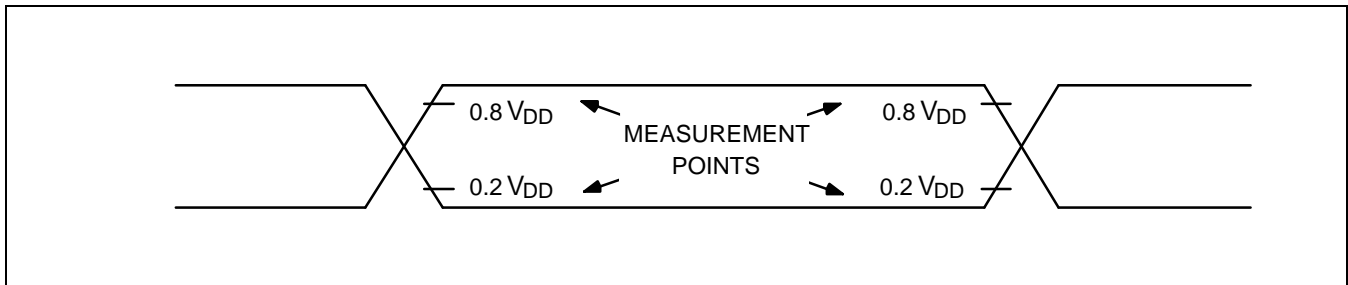 0.8 VDD
0.8 VDD
MEASUREMENT
POINTS
0.2 VDD
0.2 VDD